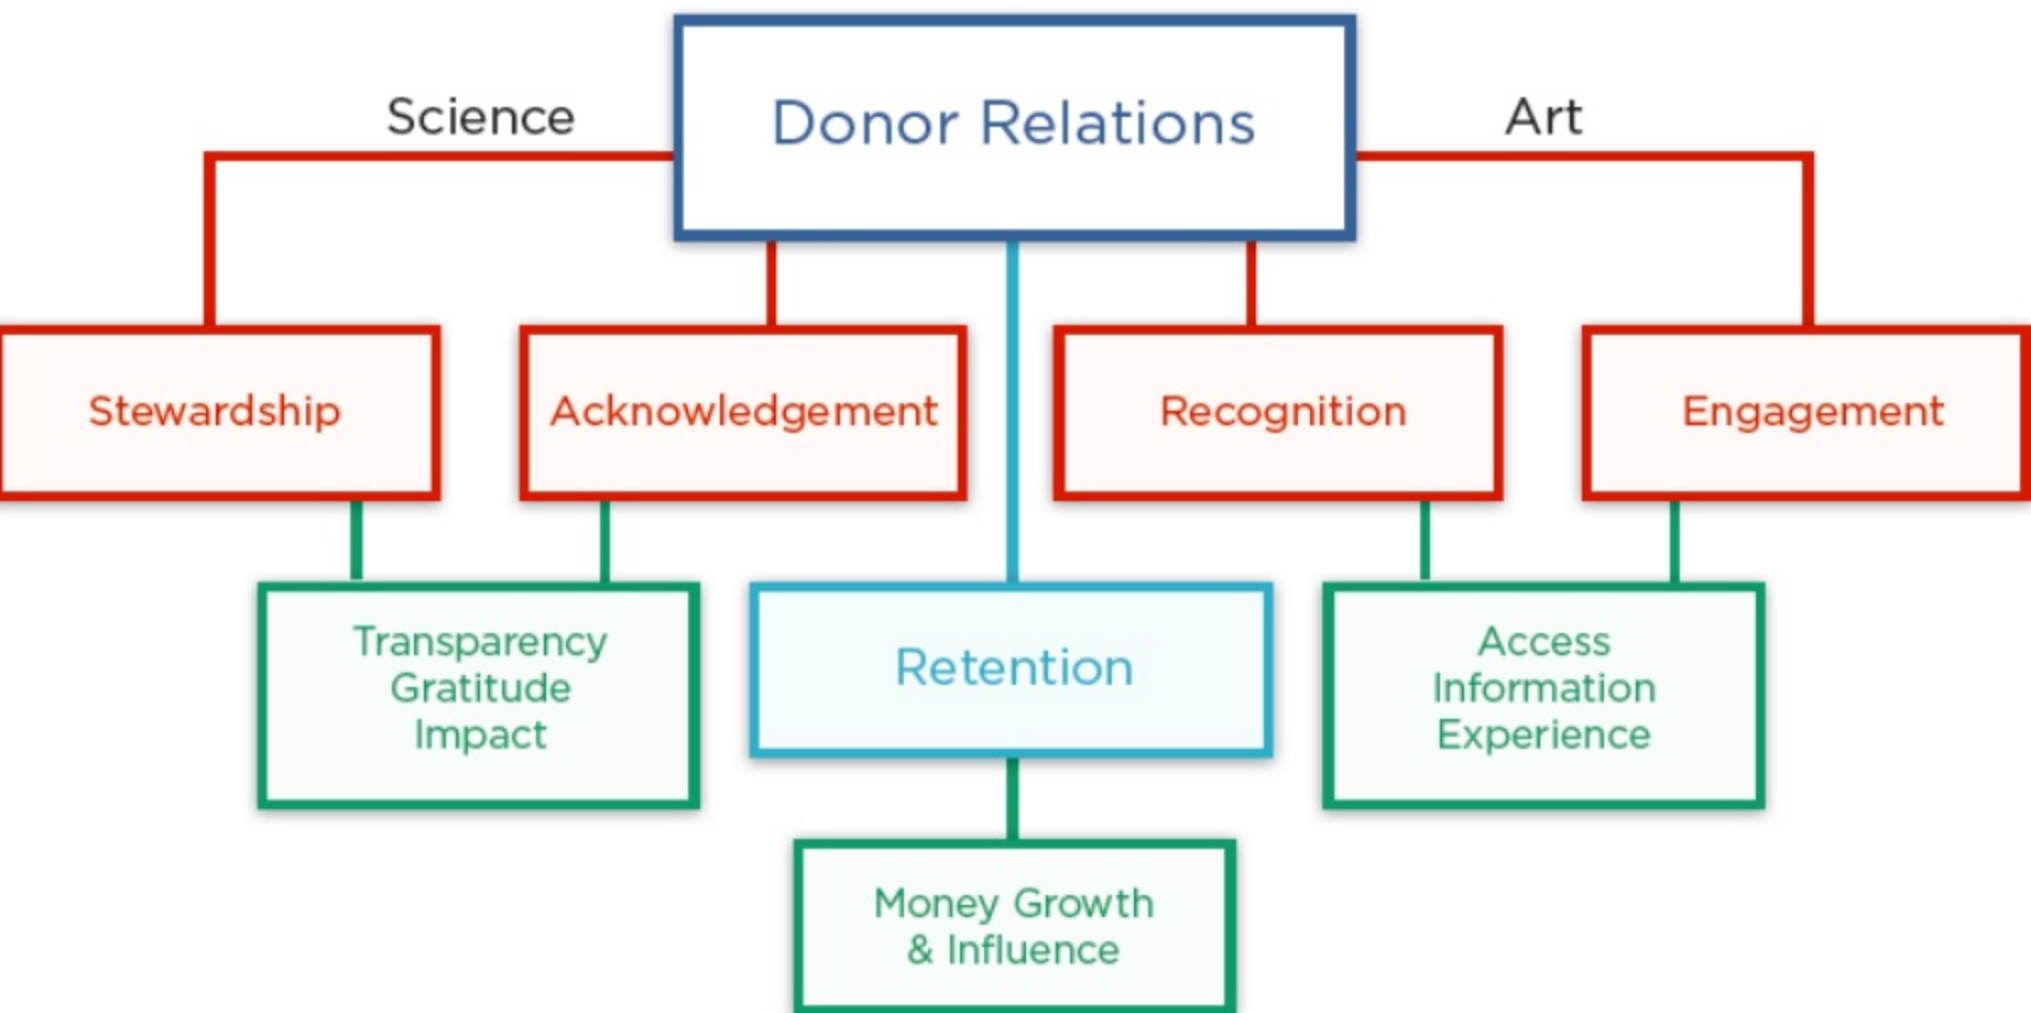 Donor Relations
Science
Art
Stewardship
Acknowledgement
Recognition
Engagement
Transparency
Gratitude
Impact
Retention
Access
Information
Experience
Money Growth
& Influence